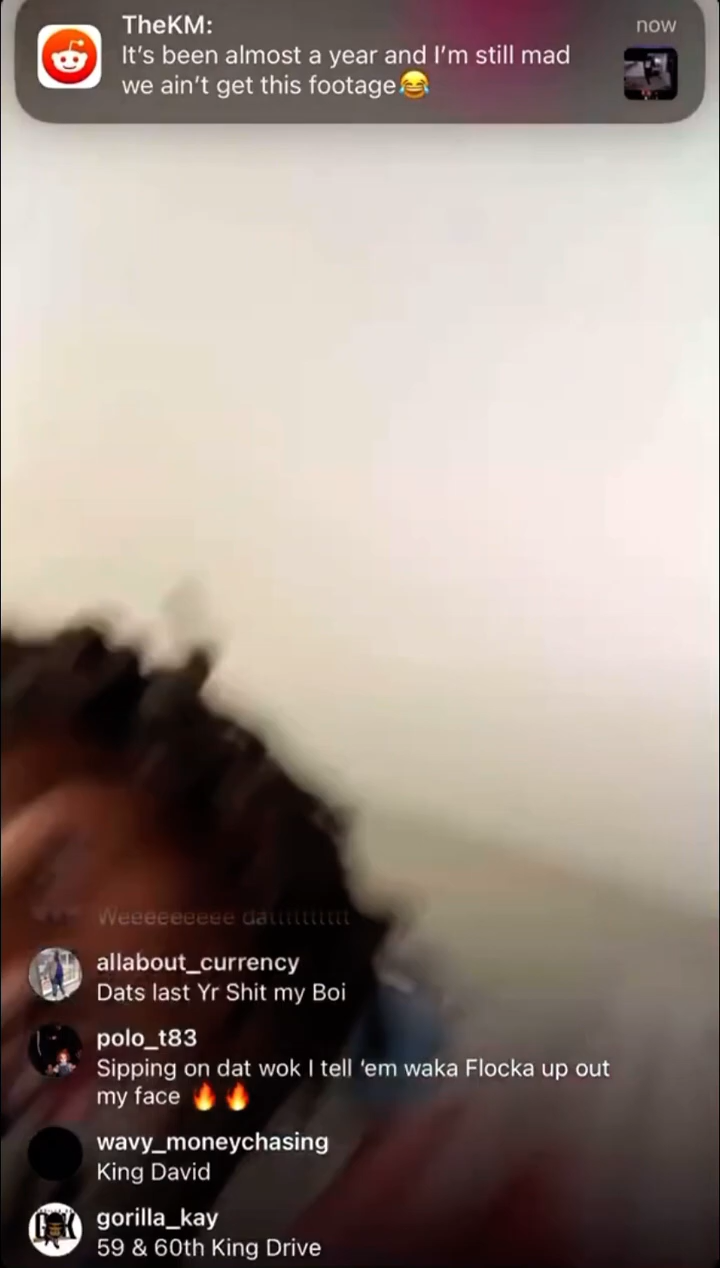 TheKM:
now
It’s been almost a year and I’m still mad
we ain’t get this footage😂
Weeeeeeeee dattttttttt
allabout_currency
Dats last Yr Shit my Boi
polo_t83
Sipping on dat wok I tell ‘em waka Flocka up out
my face 🔥🔥
wavy_moneychasing
King David
gorilla_kay
59 & 60th King Drive